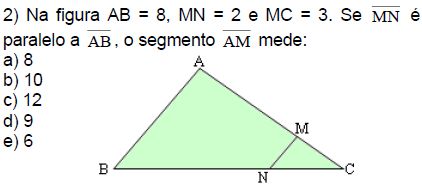 2) Na figura AB = 8, MN = 2 e MC = 3. Se MN é
paralelo a AB, o segmento AM mede:
a) 8
b) 10
c) 12
d) 9
e) 6
A
M
B
N
C